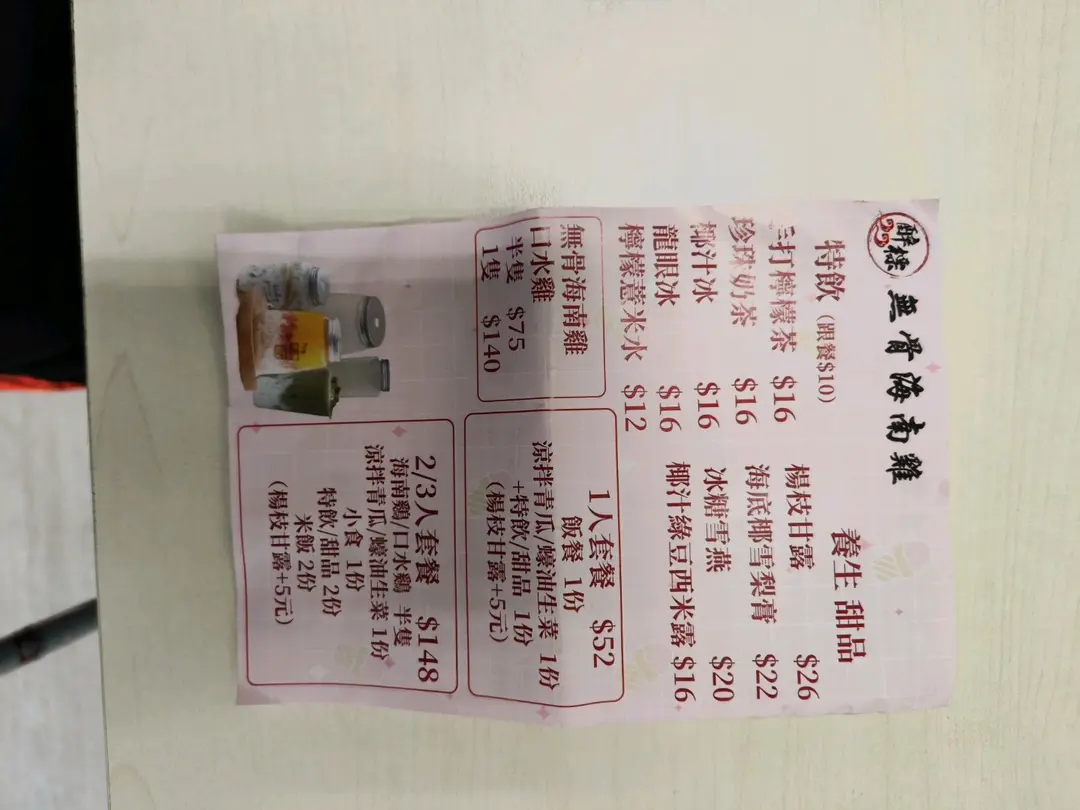 無骨海南雞
特飲（跟餐$10）
打檸檬茶 $16
珍珠奶茶 $16
椰汁冰 $16
龍眼冰 $16
檸檬薏米水 $12
養生 甜品
楊枝甘露 $26
海底椰雪梨膏 $22
冰糖雪燕 $20
椰汁綠豆西米露 $16
無骨海南雞
口水雞
半隻 $75
1隻 $140
1人套餐 $52
飯餐 1份
涼拌青瓜/蠔油生菜 1份
+特飲/甜品 1份
（楊枝甘露+5元）
2/3人套餐 $148
海南鷄/口水鷄 半隻
涼拌青瓜/蠔油生菜 1份
小食 1份
特飲/甜品 2份
米飯 2份
（楊枝甘露+5元）